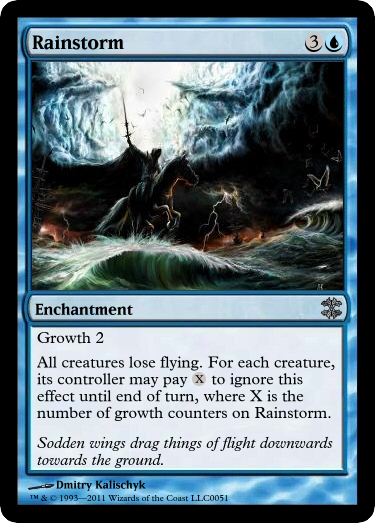 Rainstorm 3
Enchantment
Growth 2
All creatures lose flying. For each creature,
its controller may pay X to ignore this
effect until end of turn, where X is the
number of growth counters on Rainstorm.
Sodden wings drag things of flight downwards
towards the ground.
Dmitry Kalischyk
™ & © 1993—2011 Wizards of the Coast LLC0051